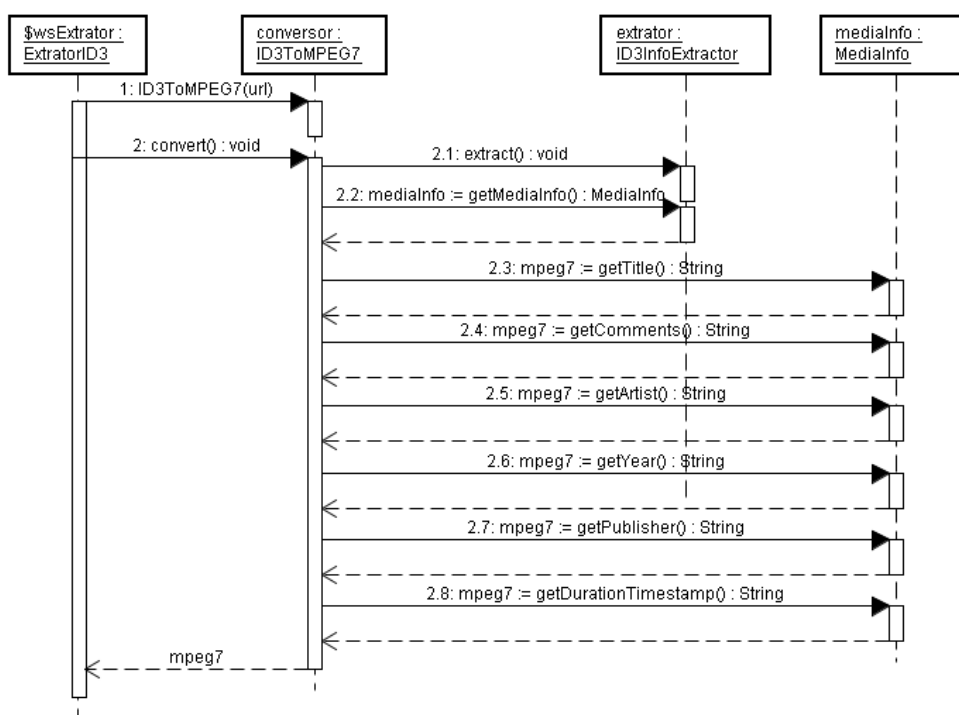 $wsExtrator :
ExtratorID3
conversor :
ID3ToMPEG7
extrator :
ID3InfoExtractor
mediaInfo :
MediaInfo
1: ID3ToMPEG7(url)
2: convert() : void
2.1: extract() : void
2.2: mediaInfo := getMediaInfo() : MediaInfo
2.3: mpeg7 := getTitle() : String
2.4: mpeg7 := getComments() : String
2.5: mpeg7 := getArtist() : String
2.6: mpeg7 := getYear() : String
2.7: mpeg7 := getPublisher() : String
2.8: mpeg7 := getDurationTimestamp() : String
mpeg7